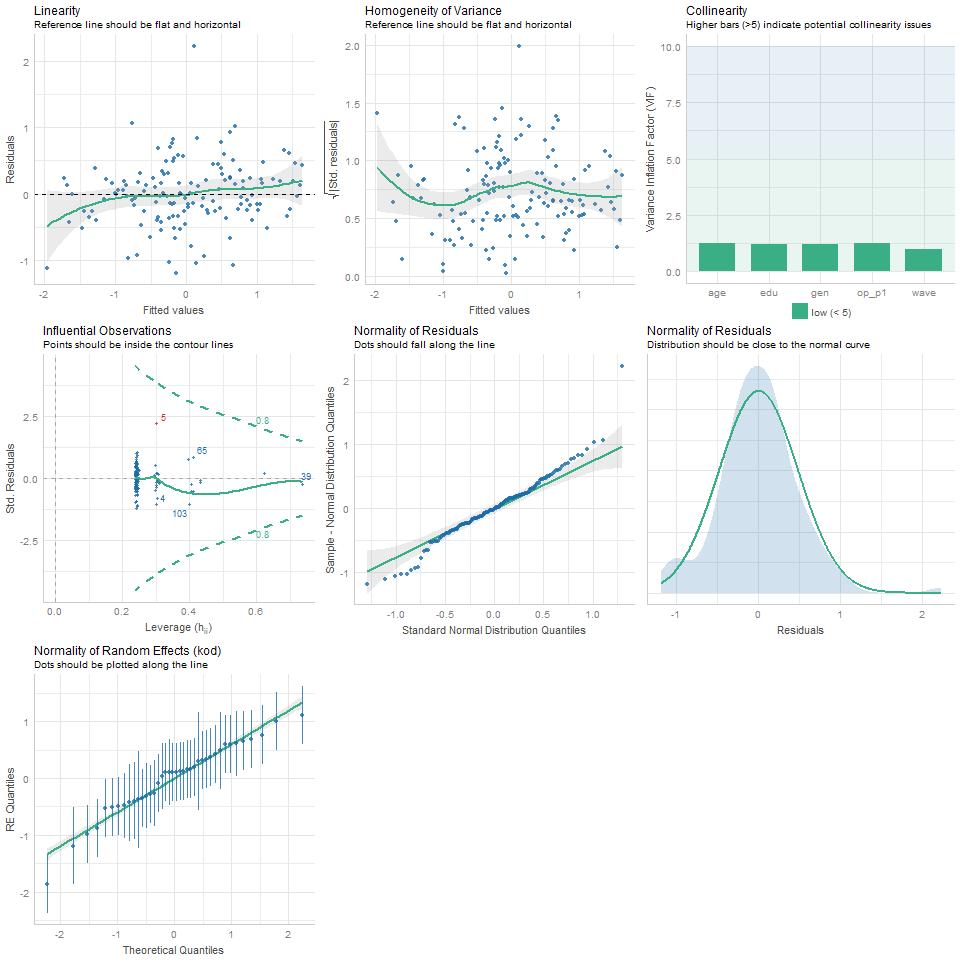 Linearity
Reference line should be flat and horizontal
Residuals
2
1
0
-1
-2
-1
0
1
Fitted values
Homogeneity of Variance
Reference line should be flat and horizontal
√|Std. residuals|
2.0
1.5
1.0
0.5
0.0
-2
-1
0
1
Fitted values
Collinearity
Higher bars (>5) indicate potential collinearity issues
Variance Inflation Factor (VIF)
10.0
7.5
5.0
2.5
0.0
age
edu
gen
op_p1
wave
low (< 5)
Influential Observations
Points should be inside the contour lines
Std. Residuals
2.5
0.0
-2.5
5
65
4
103
39
0.8
0.8
0.0
0.2
0.4
0.6
Leverage (hii)
Normality of Residuals
Dots should fall along the line
Sample - Normal Distribution Quantiles
2
1
0
-1
-1.0
-0.5
0.0
0.5
1.0
Standard Normal Distribution Quantiles
Normality of Residuals
Distribution should be close to the normal curve
-1
0
1
2
Residuals
Normality of Random Effects (kod)
Dots should be plotted along the line
RE Quantiles
1
0
-1
-2
-2
-1
0
1
2
Theoretical Quantiles